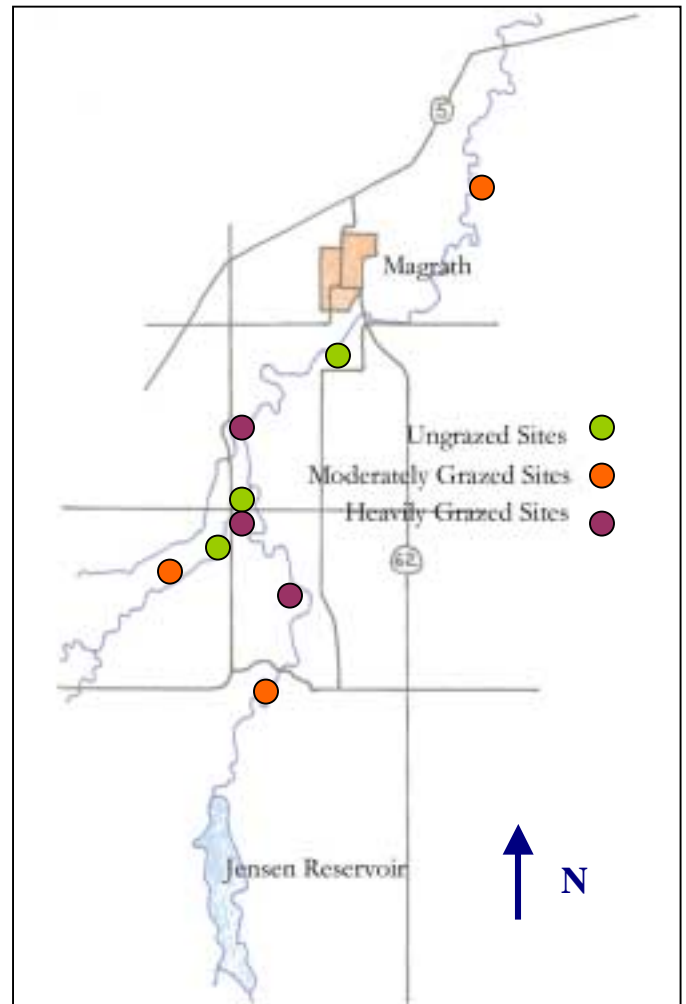 5
Magrath
Ungrazed Sites
Moderately Grazed Sites
Heavily Grazed Sites
62
Jensen Reservoir
N